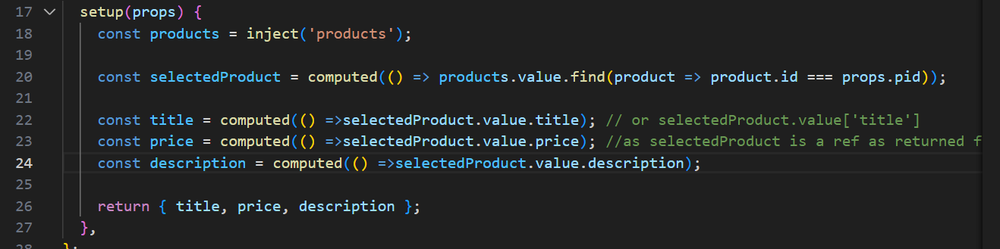 17 setup(props) {
18 const products = inject('products');
19
20 const selectedProduct = computed(() => products.value.find(product => product.id === props.pid));
21
22 const title = computed(() =>selectedProduct.value.title); // or selectedProduct.value['title']
23 const price = computed(() =>selectedProduct.value.price); //as selectedProduct is a ref as returned f
24 const description = computed(() =>selectedProduct.value.description);
25
26 return { title, price, description };
27 },
28 };